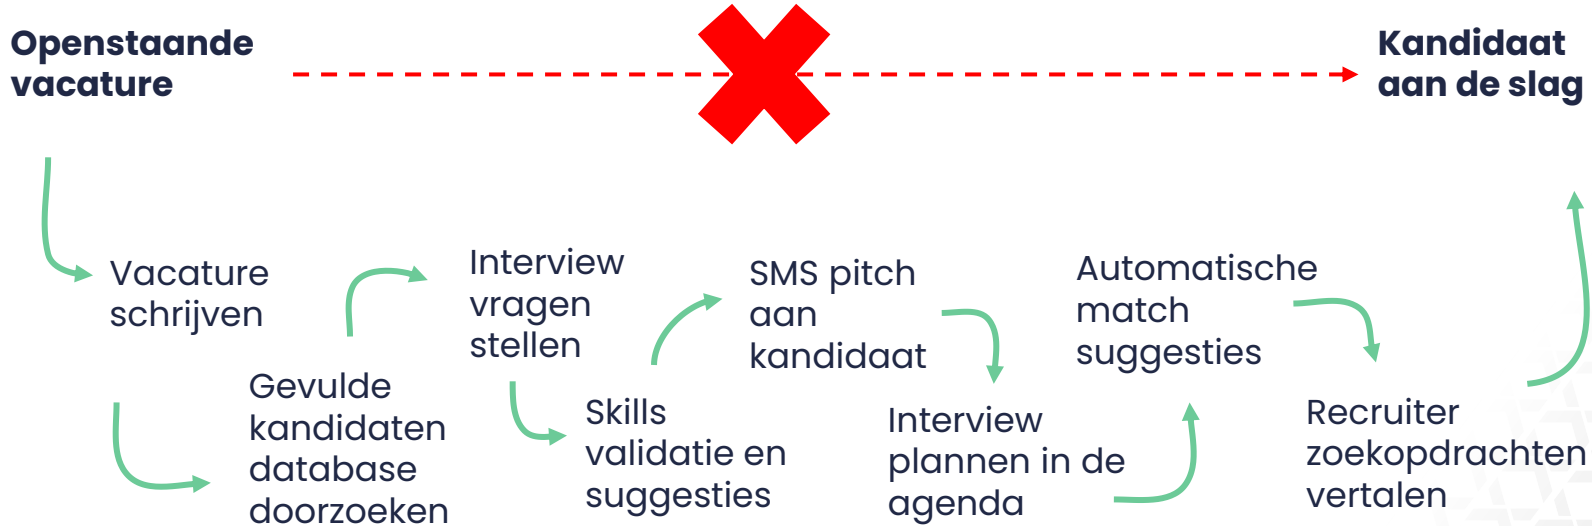 Openstaande
vacature
Kandidaat
aan de slag
Vacature
schrijven
Gevulde
kandidaten
database
doorzoeken
Interview
vragen
stellen
Skills
validatie en
suggesties
SMS pitch
aan
kandidaat
Interview
plannen in de
agenda
Automatische
match
suggesties
Recruiter
zoekopdrachten
vertalen